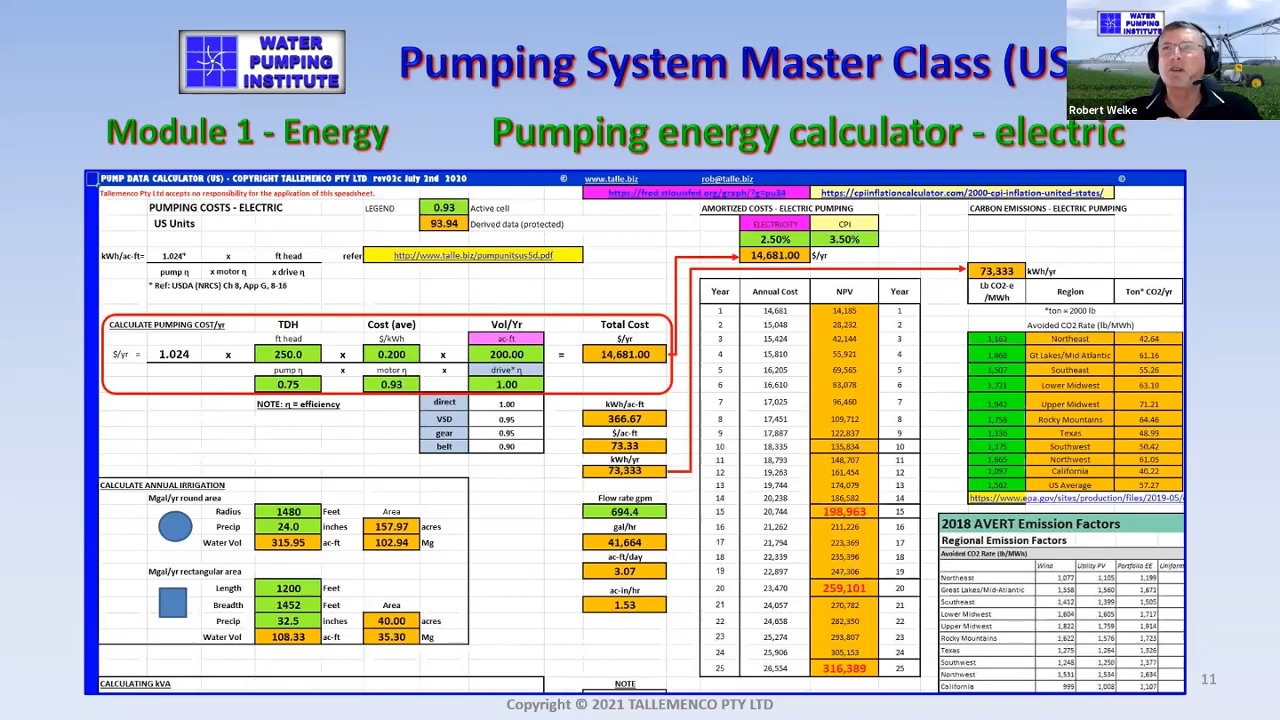 WATER
PUMPING
INSTITUTE
Pumping System Master Class (US
WATER
PUMPING
INSTITUTE
Robert Welke
Module 1 - Energy
Pumping energy calculator - electric
PUMP DATA CALCULATOR (US) - COPYRIGHT TALLEMENCO PTY LTD rev02c July 2nd 2020 © www.talle.biz rob@talle.biz ©
Tallemenco Pty Ltd accepts no responsibility for the application of this spreadsheet.
https://fred.stlouisfed.org/graph/?g=pu34
https://cpiinflationcalculator.com/2000-cpi-inflation-united-states/
PUMPING COSTS - ELECTRIC
US Units
LEGEND 0.93 Active cell
93.94 Derived data (protected)
kWh/ac-ft= 1.024* x ft head
pump η x motor η x drive η
refer http://www.talle.biz/pumpunitsus5d.pdf
* Ref: USDA (NRCS) Ch 8, App G, 8-16
CALCULATE PUMPING COST/yr TDH Cost (ave) Vol/Yr Total Cost
ft head $/kWh ac-ft $/yr
$/yr = 1.024 x 250.0 x 0.200 x 200.00 = 14,681.00
pump η x motor η x drive* η
0.75 0.93 1.00
NOTE: η = efficiency
direct 1.00
VSD 0.95
gear 0.95
belt 0.90
kWh/ac-ft
366.67
$/ac-ft
73.33
kWh/yr
73,333
CALCULATE ANNUAL IRRIGATION
Mgal/yr round area
Radius 1480 Feet Area
Precip 24.0 inches 157.97 acres
Water Vol 315.95 ac-ft 102.94 Mg
Mgal/yr rectangular area
Length 1200 Feet
Breadth 1452 Feet Area
Precip 32.5 inches 40.00 acres
Water Vol 108.33 ac-ft 35.30 Mg
Flow rate gpm
694.4
gal/hr
41,664
ac-ft/day
3.07
ac-in/hr
1.53
CALCULATING kVA
NOTE
AMORTIZED COSTS - ELECTRIC PUMPING
ELECTRICITY CPI
2.50% 3.50%
14,681.00 $/yr
Year Annual Cost NPV Year
1 14,681 14,185 1
2 15,048 28,232 2
3 15,424 42,144 3
4 15,810 55,921 4
5 16,205 69,565 5
6 16,610 83,078 6
7 17,025 96,460 7
8 17,451 109,712 8
9 17,887 122,837 9
10 18,335 135,834 10
11 18,793 148,707 11
12 19,263 161,454 12
13 19,744 174,079 13
14 20,238 186,582 14
15 20,744 198,963 15
16 21,262 211,226 16
17 21,794 223,369 17
18 22,339 235,396 18
19 22,897 247,306 19
20 23,470 259,101 20
21 24,057 270,782 21
22 24,658 282,350 22
23 25,274 293,807 23
24 25,906 305,153 24
25 26,554 316,389 25
CARBON EMISSIONS - ELECTRIC PUMPING
73,333 kWh/yr
Lb CO2-e
/MWh Region Ton* CO2/yr
*ton = 2000 lb
Avoided CO2 Rate (lb/MWh)
1,163 Northeast 42.64
1,668 Gt Lakes/Mid Atlantic 61.16
1,507 Southeast 55.26
1,721 Lower Midwest 63.10
1,942 Upper Midwest 71.21
1,758 Rocky Mountains 64.46
1,336 Texas 48.99
1,375 Southwest 50.42
1,665 Northwest 61.05
1,097 California 40.22
1,562 US Average 57.27
https://www.epa.gov/sites/production/files/2019-05/
2018 AVERT Emission Factors
Regional Emission Factors
Avoided CO2 Rate (lb/MWh)
Wind Utility PV Portfolio EE Uniform
Northeast 1,077 1,105 1,199
Great Lakes/Mid-Atlantic 1,558 1,560 1,671
Southeast 1,412 1,399 1,505
Lower Midwest 1,604 1,605 1,717
Upper Midwest 1,822 1,759 1,914
Rocky Mountains 1,622 1,576 1,723
Texas 1,275 1,264 1,326
Southwest 1,248 1,250 1,377
Northwest 1,531 1,534 1,634
California 999 1,008 1,107
11
Copyright © 2021 TALLEMENCO PTY LTD